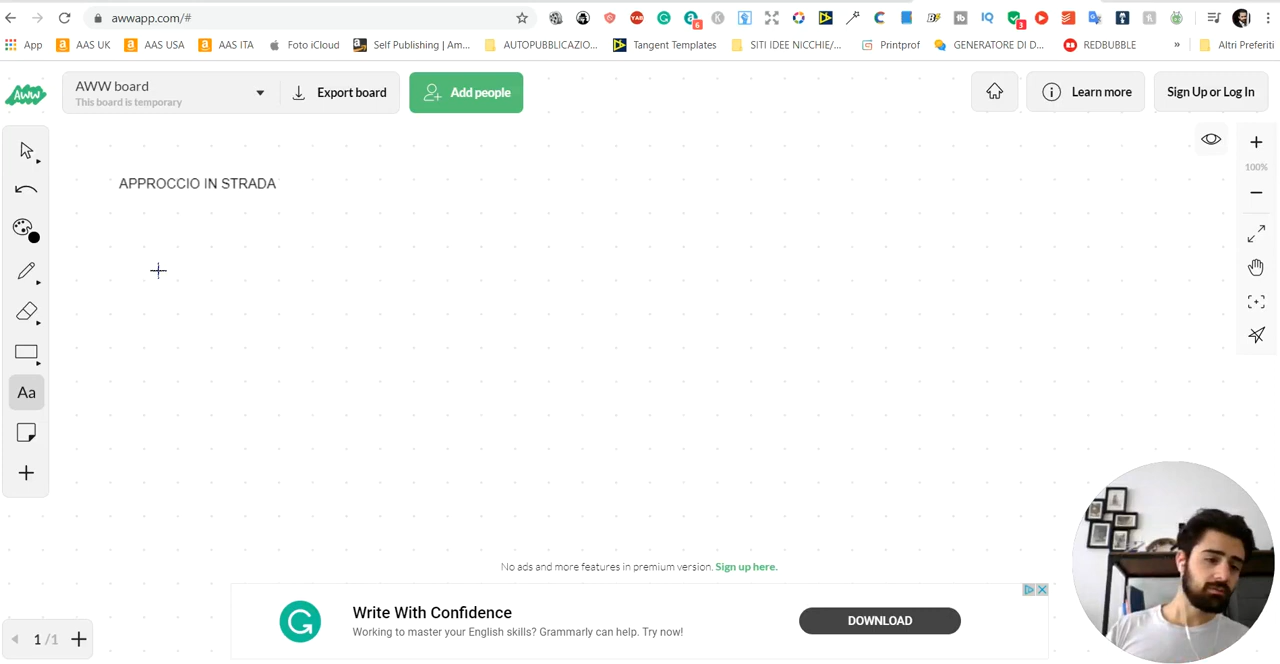 awwapp.com/#
App
AAS UK
AAS USA
AAS ITA
Foto iCloud
Self Publishing | Am...
AUTOPUBBLICAZIO...
Tangent Templates
SITI IDEE NICCHIE/...
Printprof
GENERATORE DI D...
REDBUBBLE
»
Altri Preferiti
AWW
AWW board
This board is temporary
Export board
Add people
Learn more
Sign Up or Log In
100%
APPROCCIO IN STRADA
Aa
No ads and more features in premium version. Sign up here.
Write With Confidence
Working to master your English skills? Grammarly can help. Try now!
DOWNLOAD
1 /1